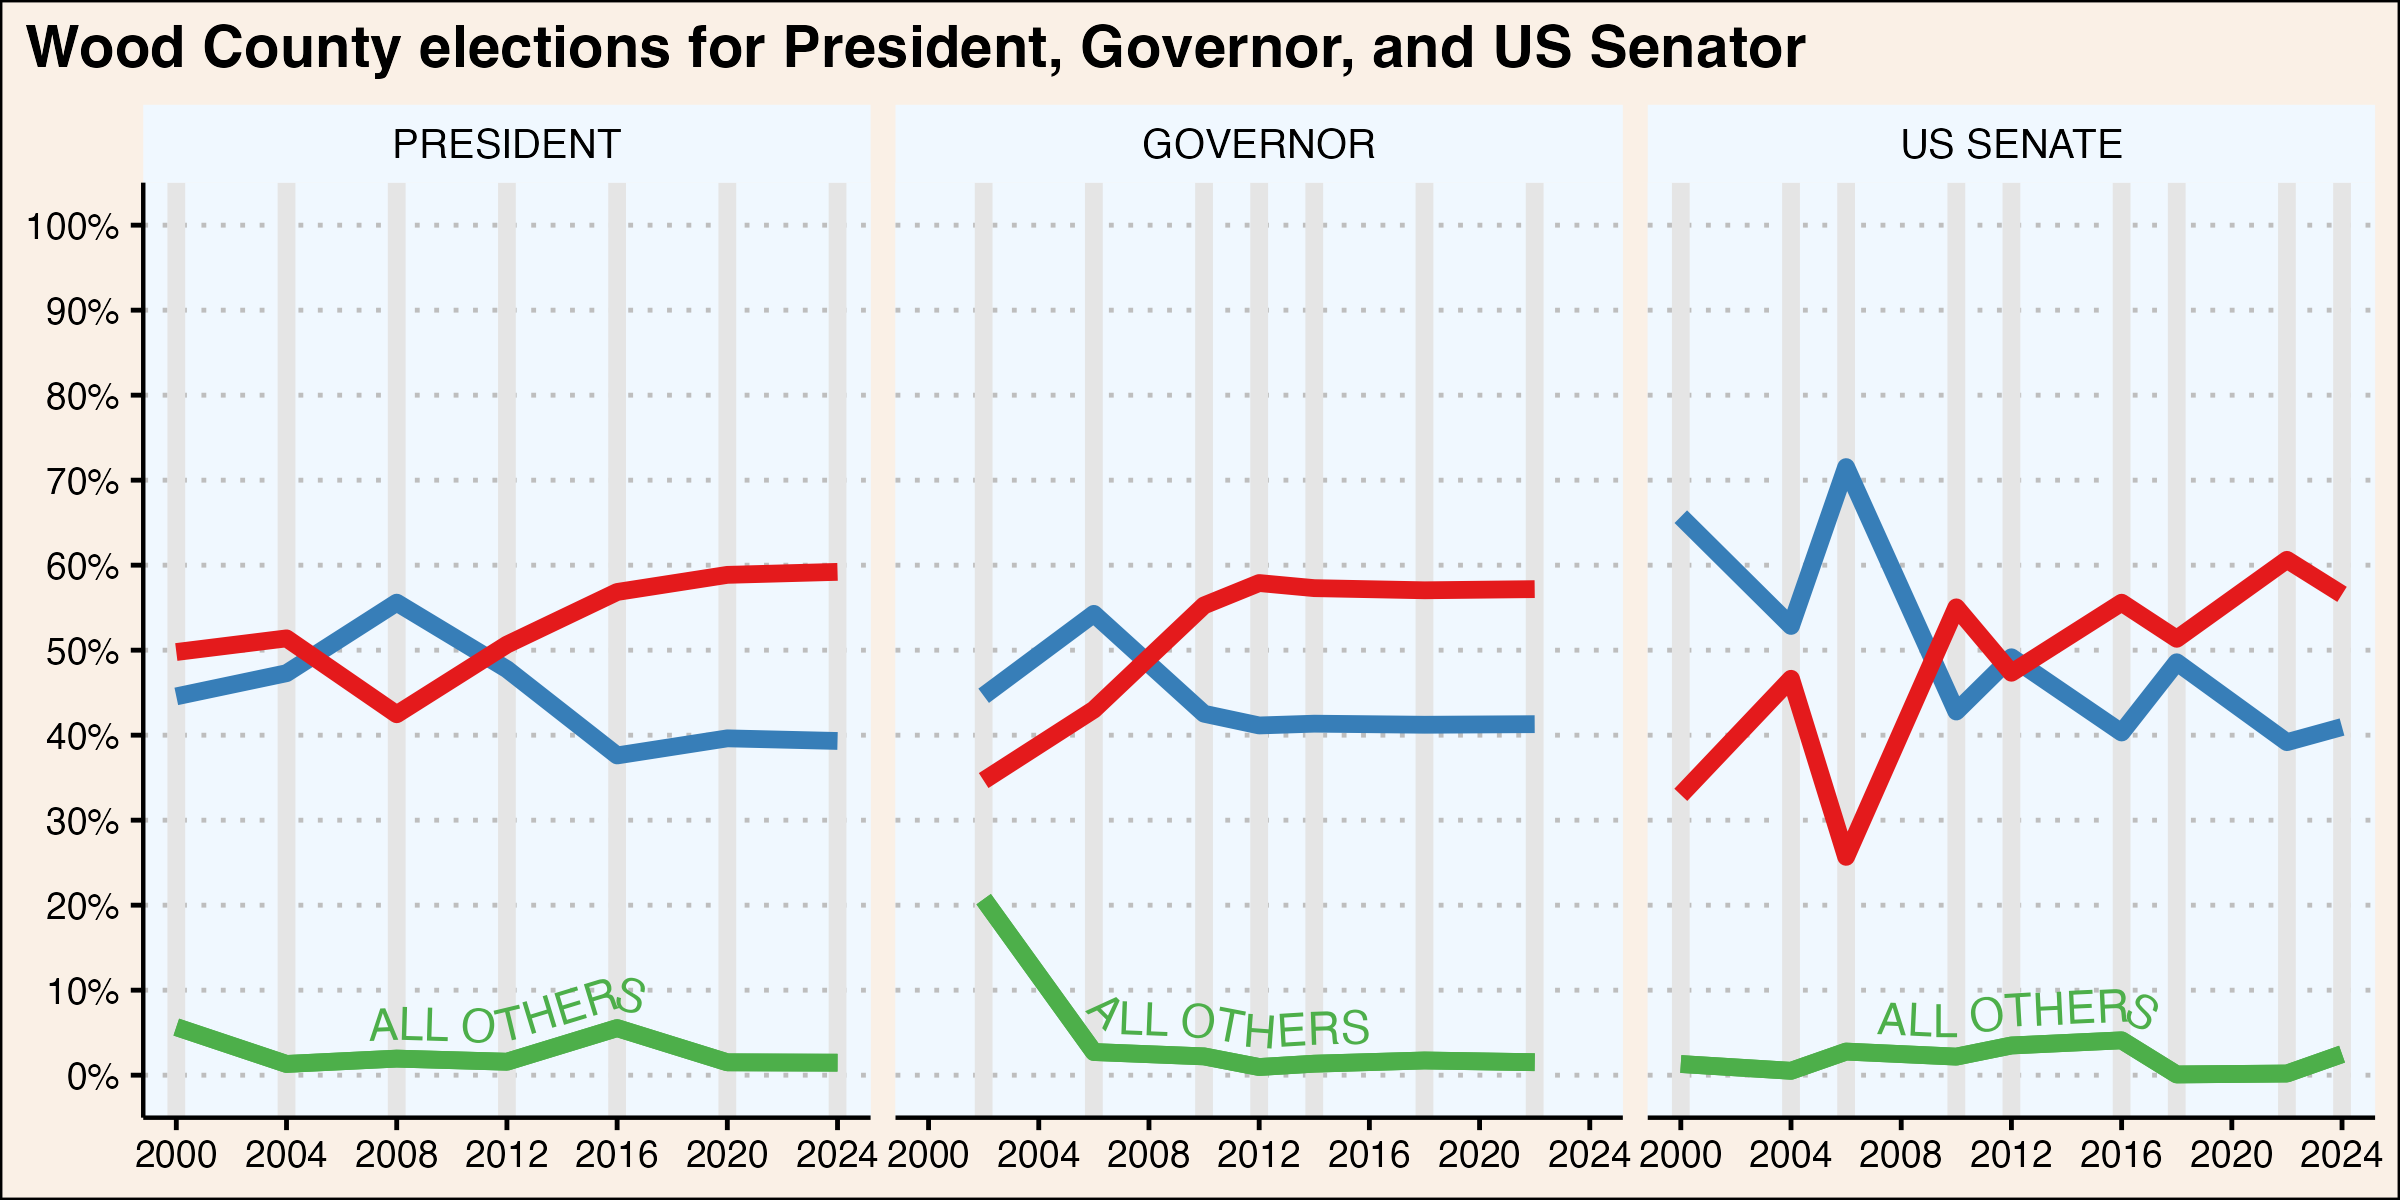 Wood County elections for President, Governor, and US Senator
PRESIDENT
GOVERNOR
US SENATE
100%
90%
80%
70%
60%
50%
40%
30%
20%
10%
0%
ALL OTHERS
ALL OTHERS
ALL OTHERS
2000 2004 2008 2012 2016 2020 2024
2000 2004 2008 2012 2016 2020 2024
2000 2004 2008 2012 2016 2020 2024